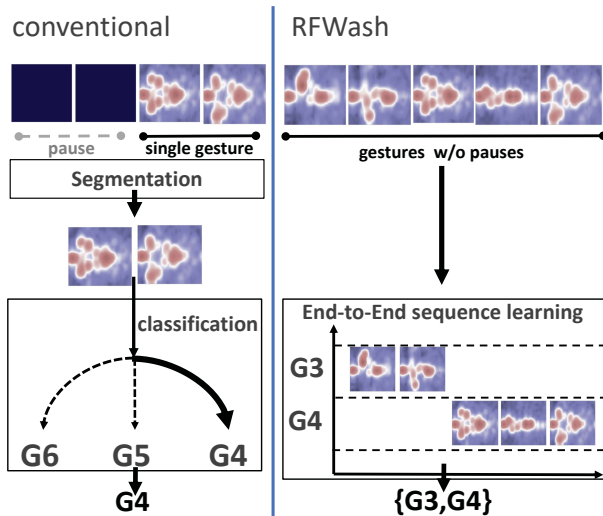 conventional
pause
single gesture
Segmentation
classification
G6 G5 G4
G4
RFWash
gestures w/o pauses
End-to-End sequence learning
G3
G4
{G3,G4}